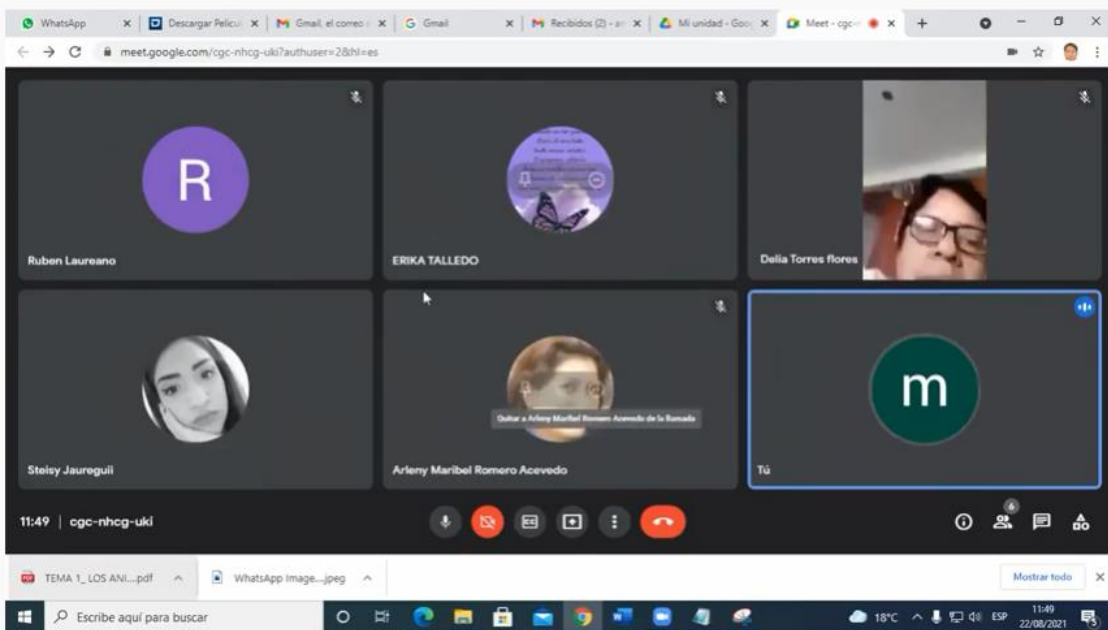 WhatsApp
Descargar Pelicul
Gmail, el correo
Gmail
Recibidos (2) - a
Mi unidad - Goo
Meet - cgc-
meet.google.com/cgc-nhcg-uki?authuser=2&hl=es
R
Ruben Laureano
ERIKA TALLEDO
Delia Torres flores
Steisy Jaureguii
Quitar a Arleny Maribel Romero Acevedo de la llamada
Arleny Maribel Romero Acevedo
m
Tú
11:49 | cgc-nhcg-uki
6
TEMA 1_ LOS ANI....pdf
WhatsApp Image....jpeg
Mostrar todo
Escribe aquí para buscar
18°C
ESP
11:49
22/08/2021